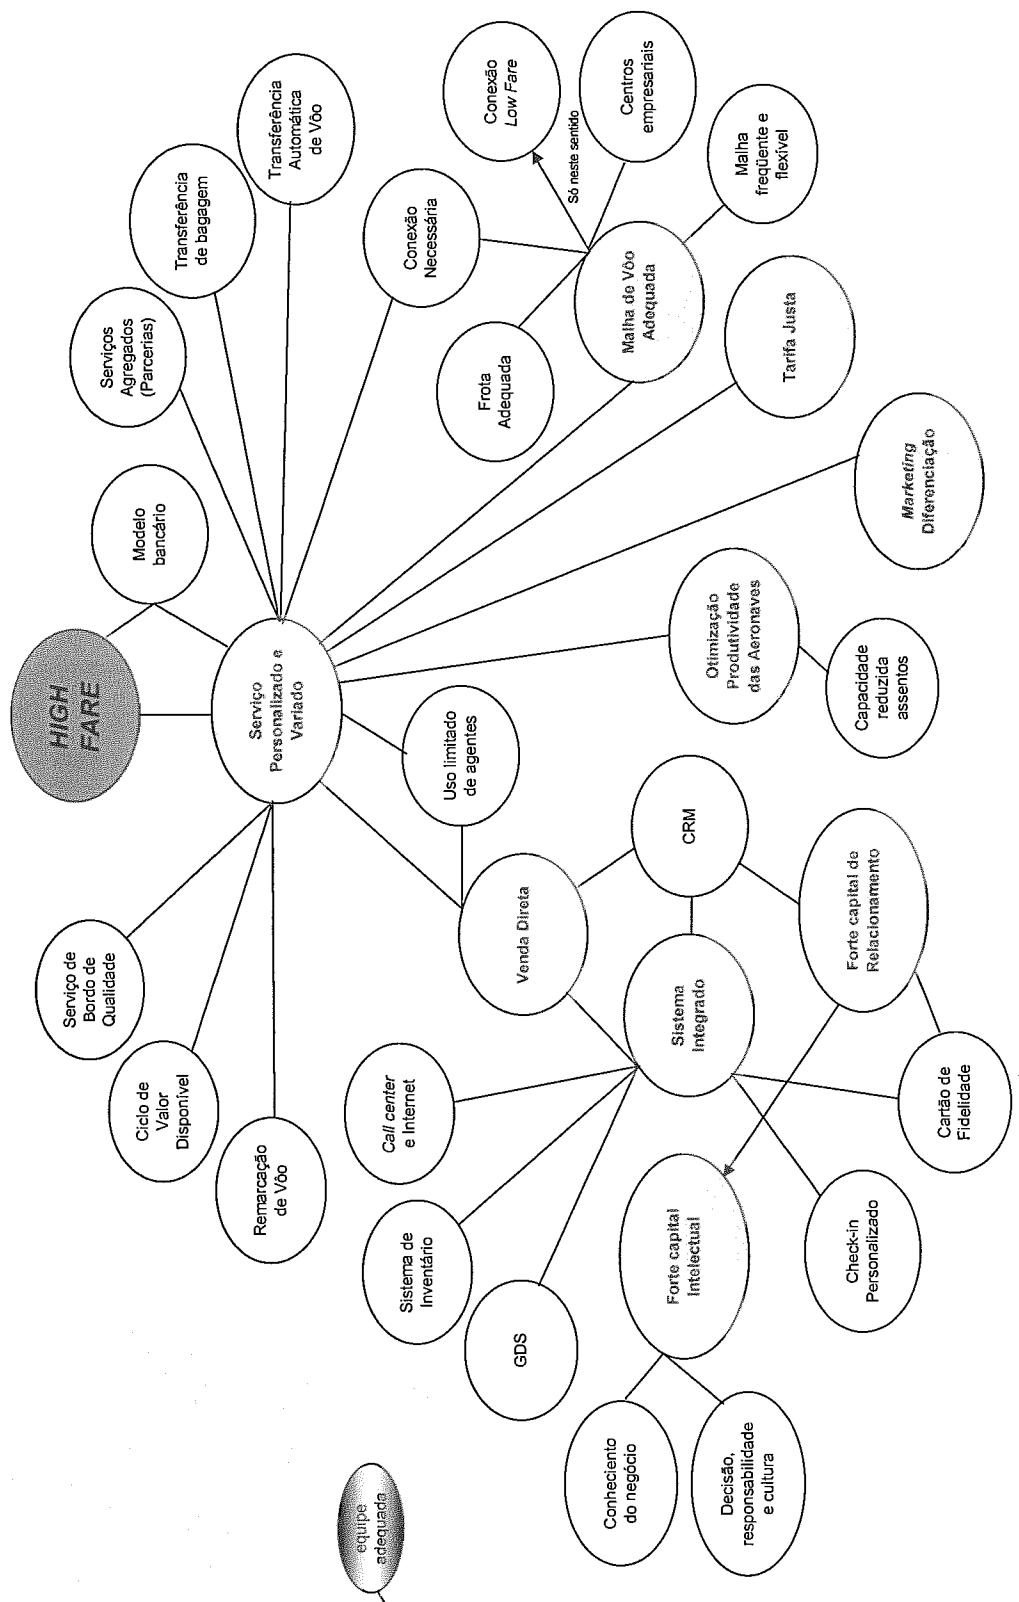 HIGH
FARE
Modelo
bancário
Serviços
Agregados
(Parcerias)
Transferência
de bagagem
Transferência
Automática
de Vôo
Serviço
Personalizado e
Variado
Serviço de
Bordo de
Qualidade
Ciclo de
Valor
Disponível
Remarcação
de Vôo
Conexão
Necessária
Conexão
Low Fare
Só neste sentido
Centros
empresariais
Malha
freqüente e
flexível
Frota
Adequada
Malha de Vôo
Adequada
Tarifa Justa
Marketing
Diferenciação
Otimização
Produtividade
das Aeronaves
Capacidade
reduzida
assentos
Uso limitado
de agentes
Venda Direta
CRM
Sistema
Integrado
Forte capital de
Relacionamento
Call center
e Internet
Sistema de
Inventário
GDS
Forte capital
Intelectual
Cartão de
Fidelidade
Check-in
Personalizado
Conheciento
do negócio
Decisão,
responsabilidade
e cultura
equipe
adequada